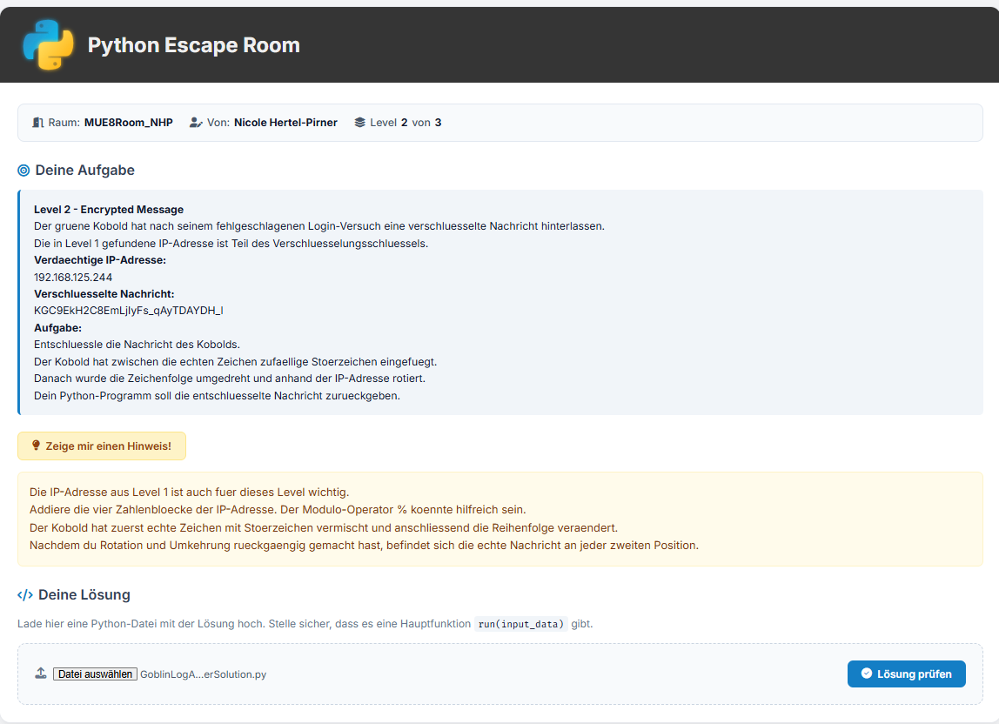 Python Escape Room
Raum: MUE8Room_NHP Von: Nicole Hertel-Pirner Level 2 von 3
Deine Aufgabe
Level 2 - Encrypted Message
Der gruene Kobold hat nach seinem fehlgeschlagenen Login-Versuch eine verschluesselte Nachricht hinterlassen.
Die in Level 1 gefundene IP-Adresse ist Teil des Verschluesselungsschluessels.
Verdaechtige IP-Adresse:
192.168.125.244
Verschluesselte Nachricht:
KGC9EkH2C8EmLjIyFs_qAyTDAYDH_I
Aufgabe:
Entschluessle die Nachricht des Kobolds.
Der Kobold hat zwischen die echten Zeichen zufaellige Stoerzeichen eingefuegt.
Danach wurde die Zeichenfolge umgedreht und anhand der IP-Adresse rotiert.
Dein Python-Programm soll die entschluesselte Nachricht zurueckgeben.
Zeige mir einen Hinweis!
Die IP-Adresse aus Level 1 ist auch fuer dieses Level wichtig.
Addiere die vier Zahlenbloecke der IP-Adresse. Der Modulo-Operator % koennte hilfreich sein.
Der Kobold hat zuerst echte Zeichen mit Stoerzeichen vermischt und anschliessend die Reihenfolge veraendert.
Nachdem du Rotation und Umkehrung rueckgaengig gemacht hast, befindet sich die echte Nachricht an jeder zweiten Position.
</> Deine Lösung
Lade hier eine Python-Datei mit der Lösung hoch. Stelle sicher, dass es eine Hauptfunktion run(input_data) gibt.
Datei auswählen GoblinLogA...erSolution.py
Lösung prüfen